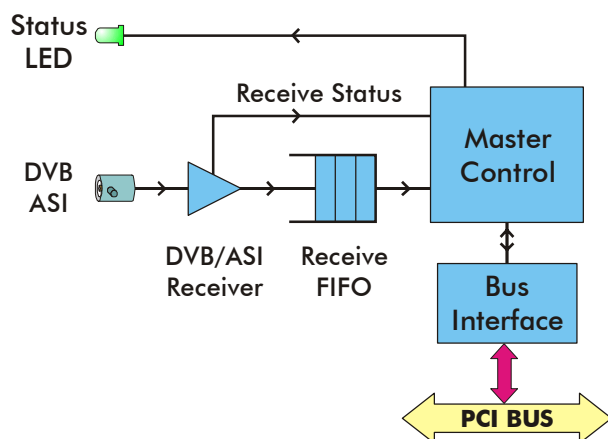 Status
LED
Receive Status
Master
Control
DVB
ASI
DVB/ASI
Receiver
Receive
FIFO
Bus
Interface
PCI BUS